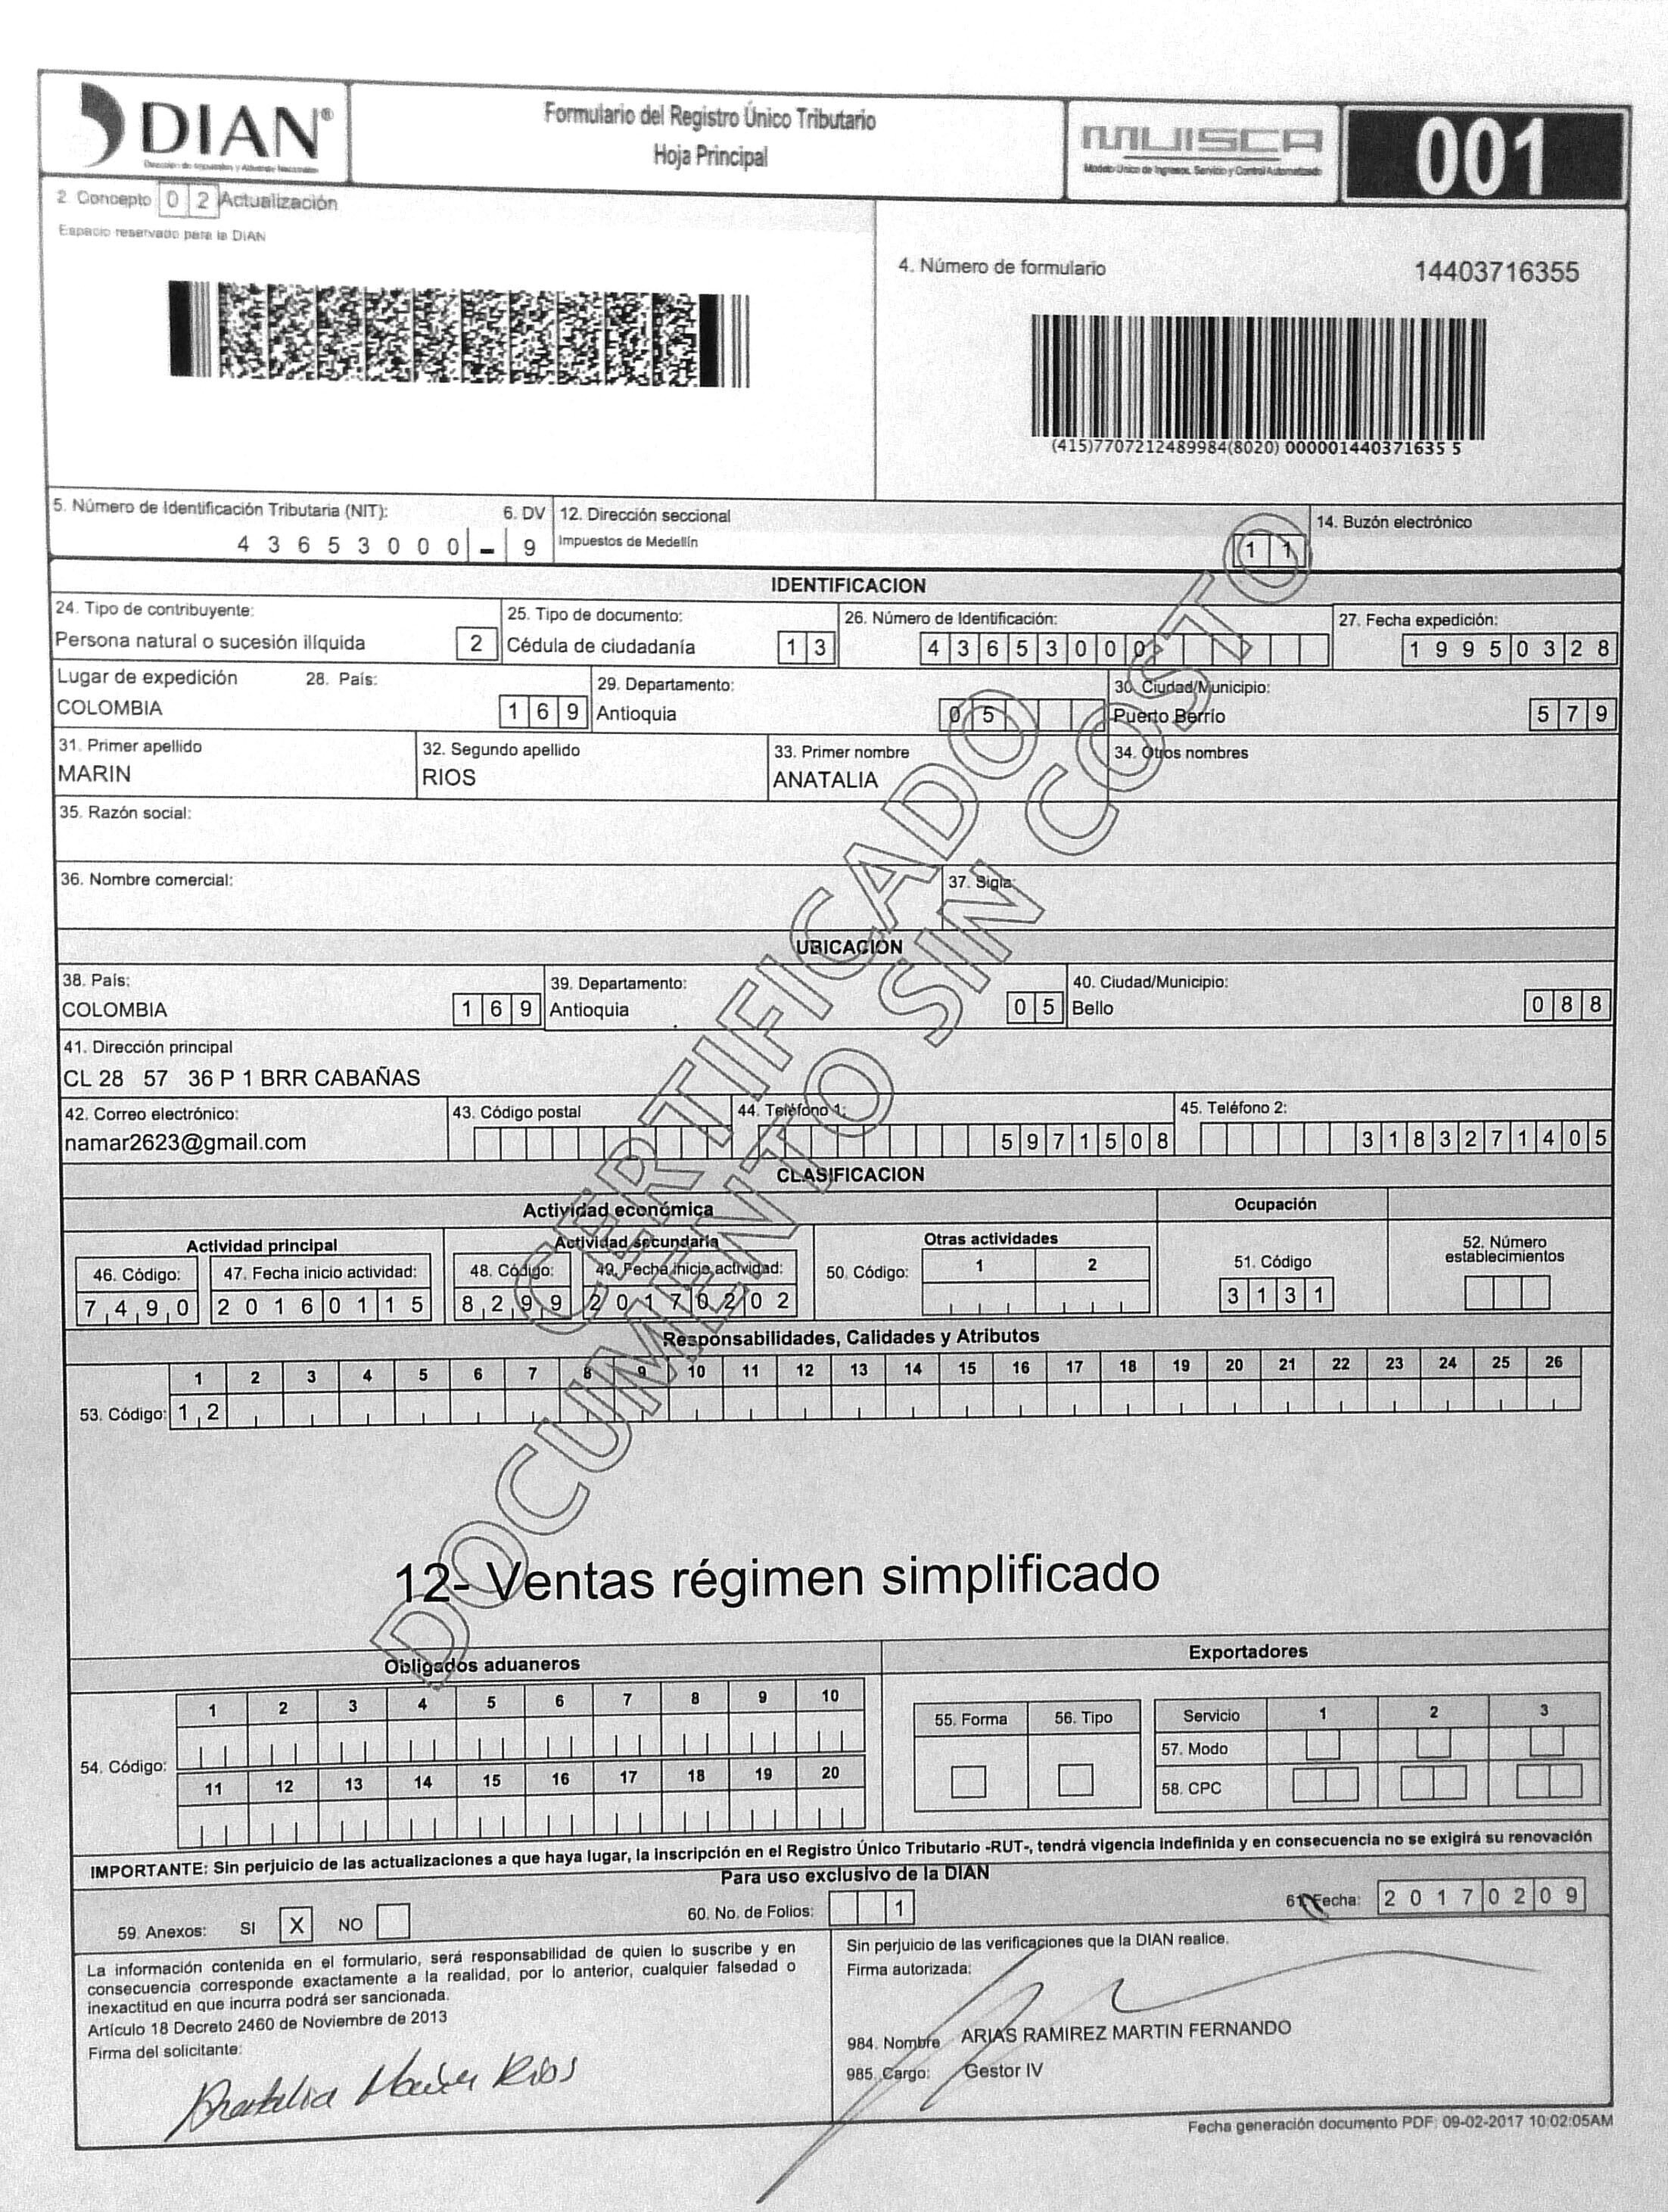 DIAN®
Dirección de Impuestos y Aduanas Nacionales
Formulario del Registro Único Tributario
Hoja Principal
MUISCA
Modelo Único de Ingresos, Servicio y Control Automatizado
001
2. Concepto 0 2 Actualización
Espacio reservado para la DIAN
4. Número de formulario 14403716355
(415)7707212489984(8020) 000001440371635 5
5. Número de Identificación Tributaria (NIT): 6. DV 12. Dirección seccional 14. Buzón electrónico
4 3 6 5 3 0 0 0 - 9 Impuestos de Medellín 1 1
IDENTIFICACION
24. Tipo de contribuyente: 25. Tipo de documento: 26. Número de Identificación: 27. Fecha expedición:
Persona natural o sucesión ilíquida 2 Cédula de ciudadanía 1 3 4 3 6 5 3 0 0 0 1 9 9 5 0 3 2 8
Lugar de expedición 28. País: 29. Departamento: 30. Ciudad/Municipio:
COLOMBIA 1 6 9 Antioquia 0 5 Puerto Berrío 5 7 9
31. Primer apellido 32. Segundo apellido 33. Primer nombre 34. Otros nombres
MARIN RIOS ANATALIA
35. Razón social:
36. Nombre comercial: 37. Sigla:
UBICACION
38. País: 39. Departamento: 40. Ciudad/Municipio:
COLOMBIA 1 6 9 Antioquia 0 5 Bello 0 8 8
41. Dirección principal
CL 28 57 36 P 1 BRR CABAÑAS
42. Correo electrónico: 43. Código postal 44. Teléfono 1: 45. Teléfono 2:
namar2623@gmail.com 5 9 7 1 5 0 8 3 1 8 3 2 7 1 4 0 5
CLASIFICACION
Actividad económica Ocupación
Actividad principal Actividad secundaria Otras actividades 52. Número establecimientos
46. Código: 47. Fecha inicio actividad: 48. Código: 49. Fecha inicio actividad: 50. Código: 1 2 51. Código
7 4 9 0 2 0 1 6 0 1 1 5 8 2 9 9 2 0 1 7 0 2 0 2 3 1 3 1
Responsabilidades, Calidades y Atributos
1 2 3 4 5 6 7 8 9 10 11 12 13 14 15 16 17 18 19 20 21 22 23 24 25 26
53. Código: 1 2
12- Ventas régimen simplificado
CERTIFICADO
DOCUMENTO SIN COSTO
Obligados aduaneros Exportadores
1 2 3 4 5 6 7 8 9 10
54. Código:
11 12 13 14 15 16 17 18 19 20
55. Forma 56. Tipo Servicio 1 2 3
57. Modo
58. CPC
IMPORTANTE: Sin perjuicio de las actualizaciones a que haya lugar, la inscripción en el Registro Único Tributario -RUT-, tendrá vigencia indefinida y en consecuencia no se exigirá su renovación
Para uso exclusivo de la DIAN
59. Anexos: SI X NO 60. No. de Folios: 1 61. Fecha: 2 0 1 7 0 2 0 9
La información contenida en el formulario, será responsabilidad de quien lo suscribe y en
consecuencia corresponde exactamente a la realidad, por lo anterior, cualquier falsedad o
inexactitud en que incurra podrá ser sancionada.
Artículo 18 Decreto 2460 de Noviembre de 2013
Firma del solicitante:
Anatalia Marin Rios
Sin perjuicio de las verificaciones que la DIAN realice.
Firma autorizada:
984. Nombre ARIAS RAMIREZ MARTIN FERNANDO
985. Cargo: Gestor IV
Fecha generación documento PDF: 09-02-2017 10:02:05AM